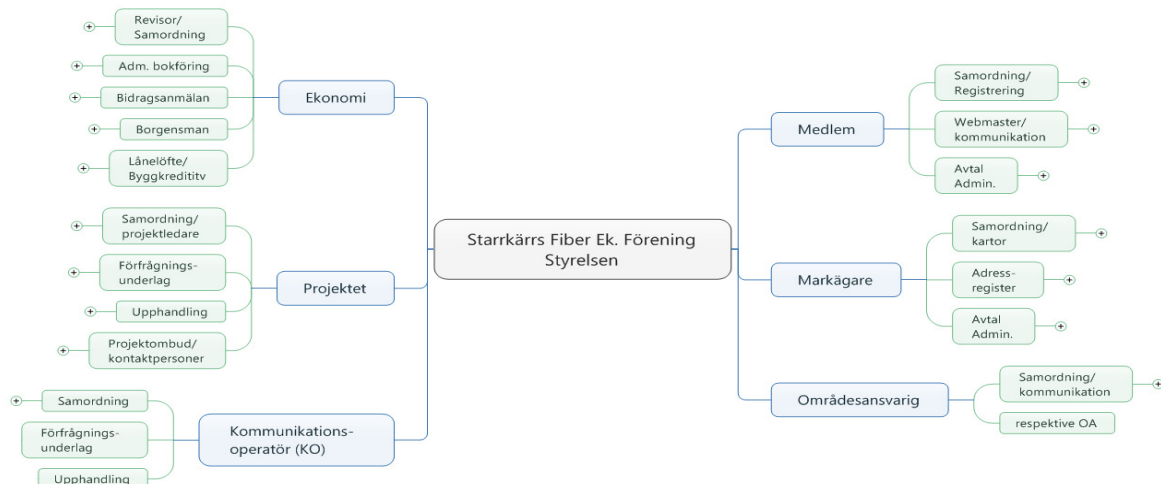 Starrkärrs Fiber Ek. Förening
Styrelsen
Ekonomi
Revisor/
Samordning
Adm. bokföring
Bidragsanmälan
Borgensman
Lånelöfte/
Byggkredititv
Projektet
Samordning/
projektledare
Förfrågnings-
underlag
Upphandling
Projektombud/
kontaktpersoner
Kommunikations-
operatör (KO)
Samordning
Förfrågnings-
underlag
Upphandling
Medlem
Samordning/
Registrering
Webmaster/
kommunikation
Avtal
Admin.
Markägare
Samordning/
kartor
Adress-
register
Avtal
Admin.
Områdesansvarig
Samordning/
kommunikation
respektive OA